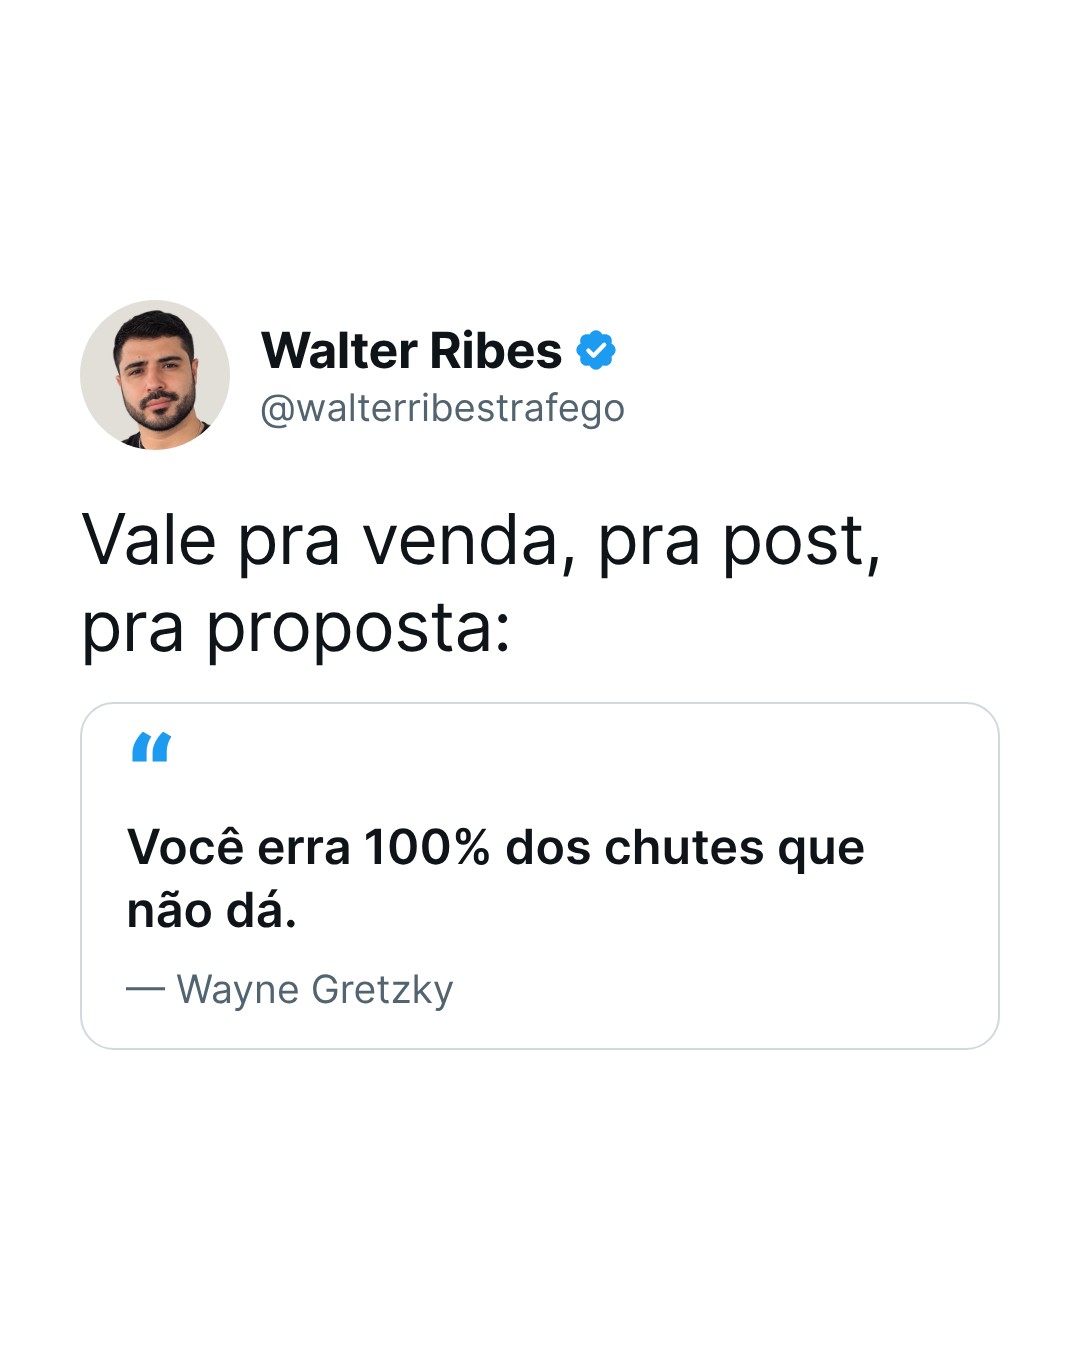 Walter Ribes
@walterribestrafego
Vale pra venda, pra post,
pra proposta:
“
Você erra 100% dos chutes que
não dá.
— Wayne Gretzky